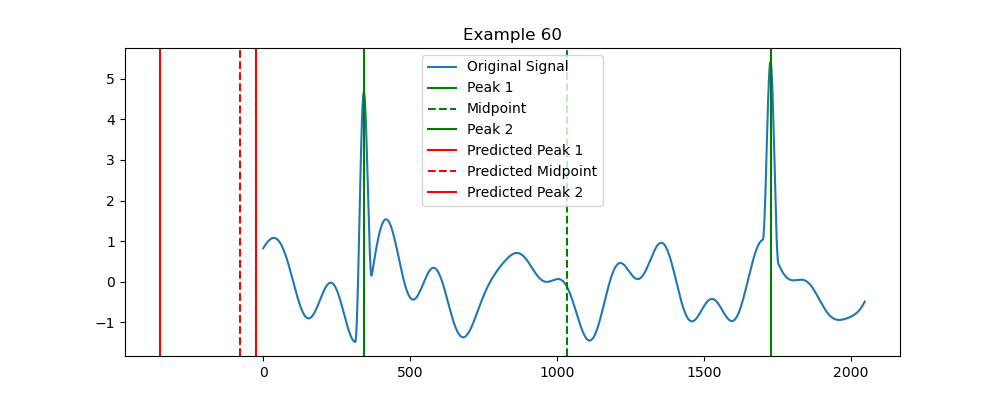 Example 60
Original Signal
Peak 1
Midpoint
Peak 2
Predicted Peak 1
Predicted Midpoint
Predicted Peak 2
5
4
3
2
1
0
−1
0 500 1000 1500 2000